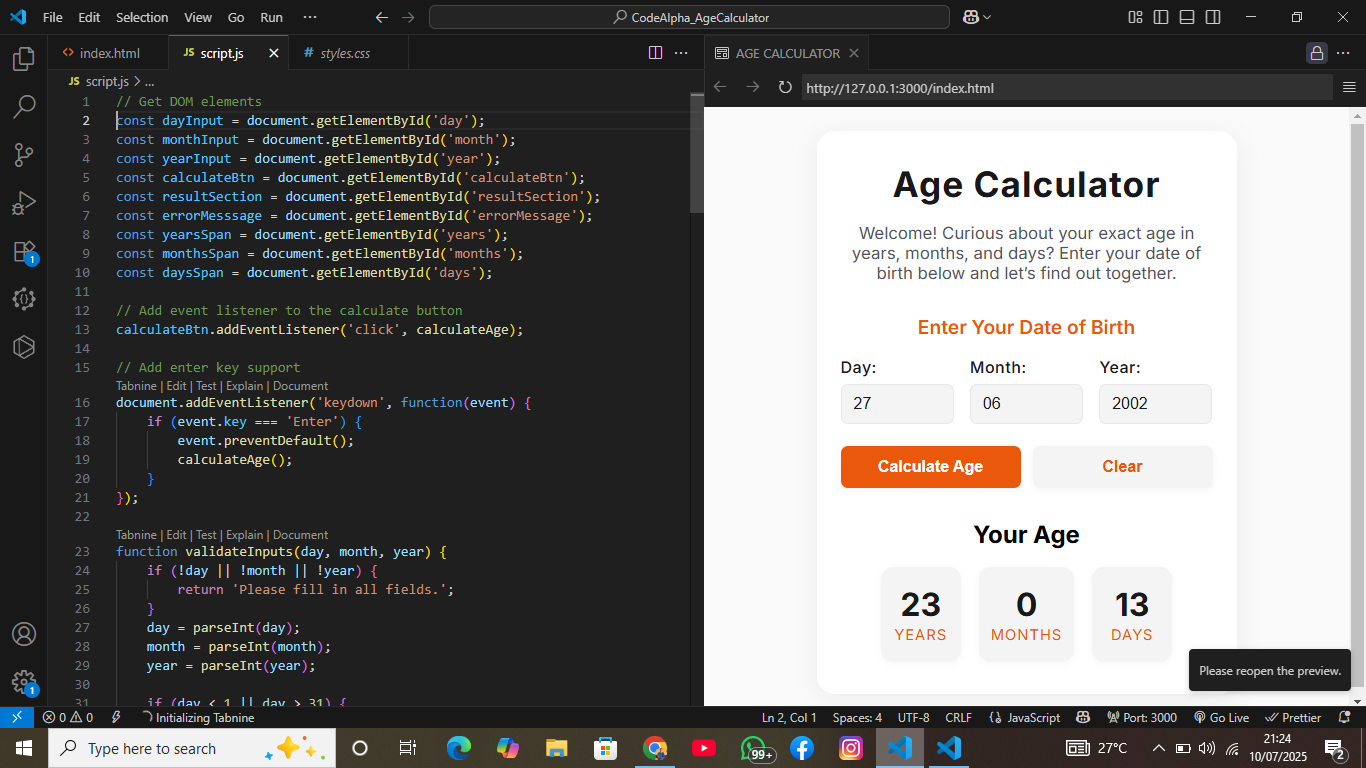 File Edit Selection View Go Run ···
CodeAlpha_AgeCalculator
index.html
JS script.js
# styles.css
JS script.js > ...
1 // Get DOM elements
2 const dayInput = document.getElementById('day');
3 const monthInput = document.getElementById('month');
4 const yearInput = document.getElementById('year');
5 const calculateBtn = document.getElementById('calculateBtn');
6 const resultSection = document.getElementById('resultSection');
7 const errorMesssage = document.getElementById('errorMessage');
8 const yearsSpan = document.getElementById('years');
9 const monthsSpan = document.getElementById('months');
10 const daysSpan = document.getElementById('days');
11
12 // Add event listener to the calculate button
13 calculateBtn.addEventListener('click', calculateAge);
14
15 // Add enter key support
Tabnine | Edit | Test | Explain | Document
16 document.addEventListener('keydown', function(event) {
17 if (event.key === 'Enter') {
18 event.preventDefault();
19 calculateAge();
20 }
21 });
22
Tabnine | Edit | Test | Explain | Document
23 function validateInputs(day, month, year) {
24 if (!day || !month || !year) {
25 return 'Please fill in all fields.';
26 }
27 day = parseInt(day);
28 month = parseInt(month);
29 year = parseInt(year);
30
31 if (day < 1 || day > 31) {
AGE CALCULATOR
http://127.0.0.1:3000/index.html
Age Calculator
Welcome! Curious about your exact age in
years, months, and days? Enter your date of
birth below and let's find out together.
Enter Your Date of Birth
Day: Month: Year:
27 06 2002
Calculate Age Clear
Your Age
23 0 13
YEARS MONTHS DAYS
Please reopen the preview.
1
1
0 0 Initializing Tabnine
Ln 2, Col 1 Spaces: 4 UTF-8 CRLF {} JavaScript Port: 3000 Go Live Prettier
Type here to search
99+
27°C
21:24
10/07/2025
2